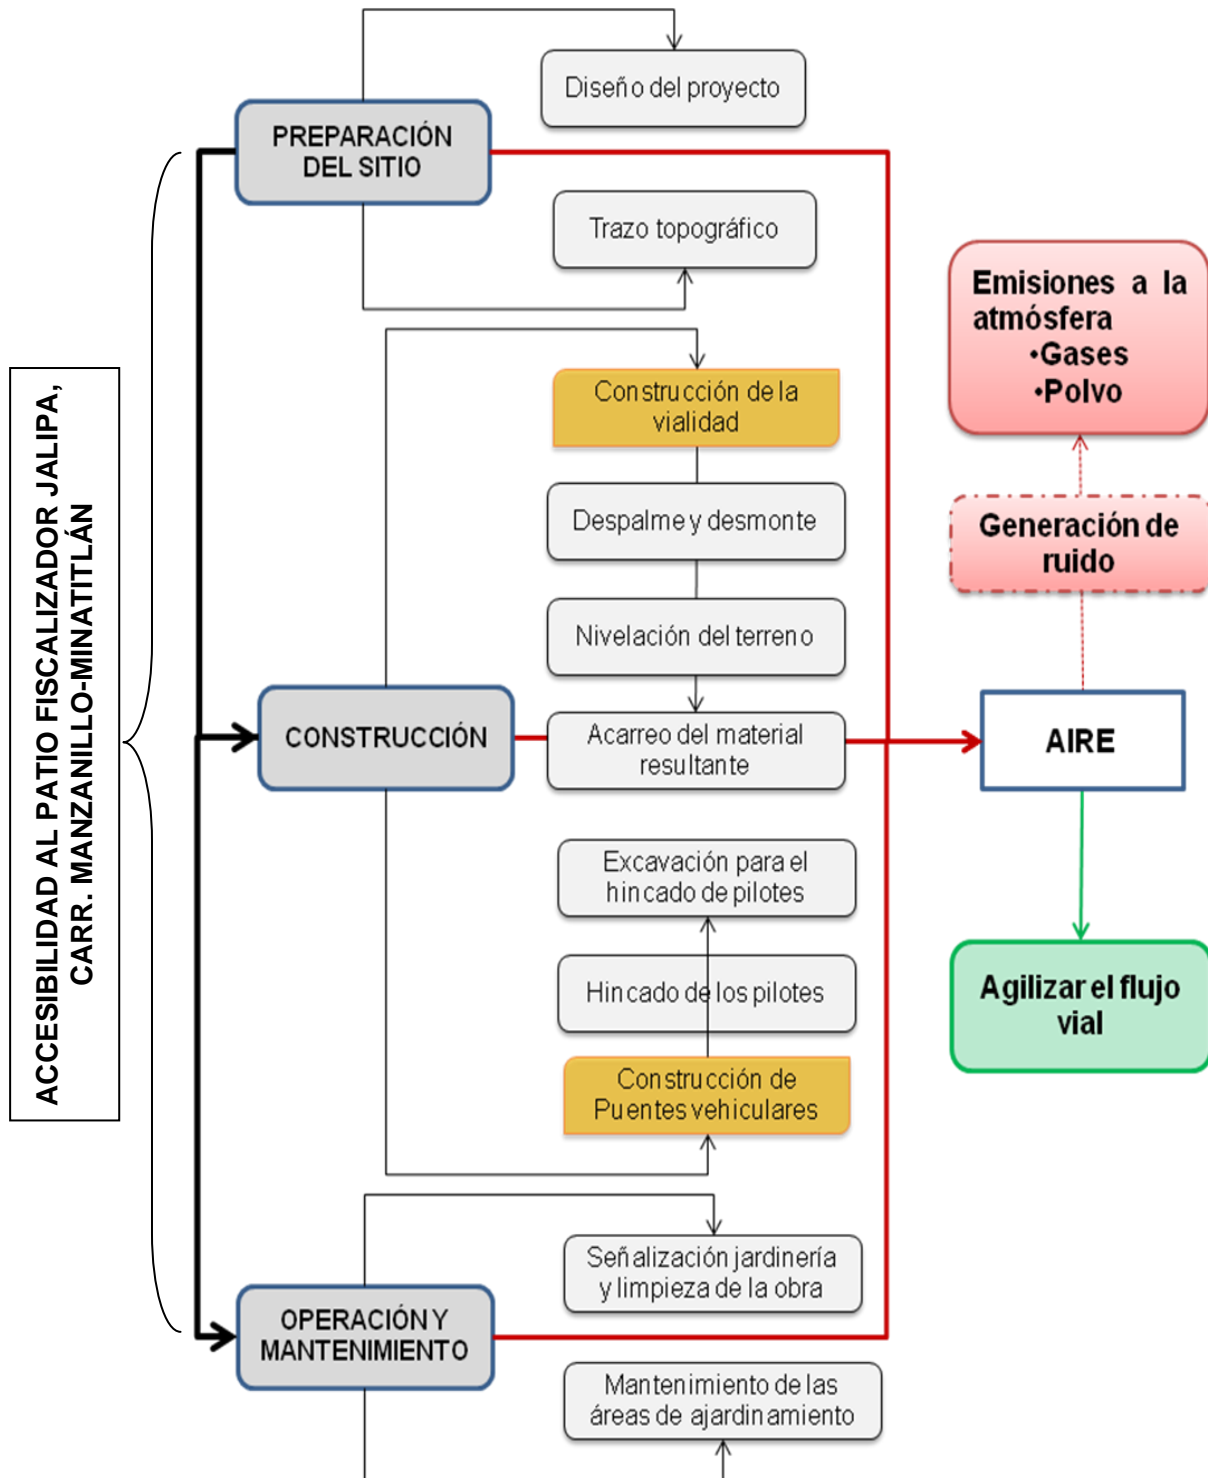 ACCESIBILIDAD AL PATIO FISCALIZADOR JALIPA,
CARR. MANZANILLO-MINATITLÁN
PREPARACIÓN
DEL SITIO
Diseño del proyecto
Trazo topográfico
Construcción de la
vialidad
Despalme y desmonte
Nivelación del terreno
CONSTRUCCIÓN
Acarreo del material
resultante
Excavación para el
hincado de pilotes
Hincado de los pilotes
Construcción de
Puentes vehiculares
Señalización jardinería
y limpieza de la obra
OPERACIÓN Y
MANTENIMIENTO
Mantenimiento de las
áreas de ajardinamiento
Emisiones a la
atmósfera
•Gases
•Polvo
Generación de
ruido
AIRE
Agilizar el flujo
vial